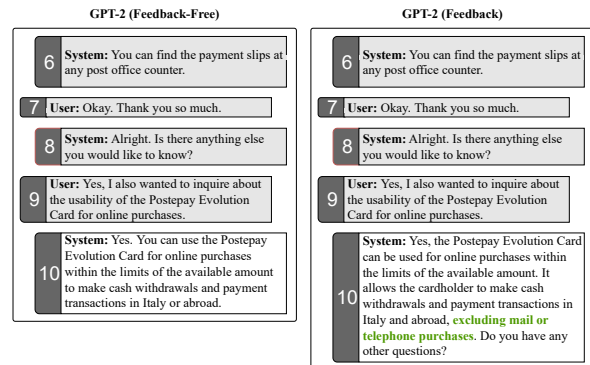 GPT-2 (Feedback-Free)
6
System: You can find the payment slips at
any post office counter.
7
User: Okay. Thank you so much.
8
System: Alright. Is there anything else
you would like to know?
9
User: Yes, I also wanted to inquire about
the usability of the Postepay Evolution
Card for online purchases.
10
System: Yes. You can use the Postepay
Evolution Card for online purchases
within the limits of the available amount
to make cash withdrawals and payment
transactions in Italy or abroad.
GPT-2 (Feedback)
6
System: You can find the payment slips at
any post office counter.
7
User: Okay. Thank you so much.
8
System: Alright. Is there anything else
you would like to know?
9
User: Yes, I also wanted to inquire about
the usability of the Postepay Evolution
Card for online purchases.
10
System: Yes, the Postepay Evolution Card
can be used for online purchases within
the limits of the available amount. It
allows the cardholder to make cash
withdrawals and payment transactions in
Italy and abroad, excluding mail or
telephone purchases. Do you have any
other questions?